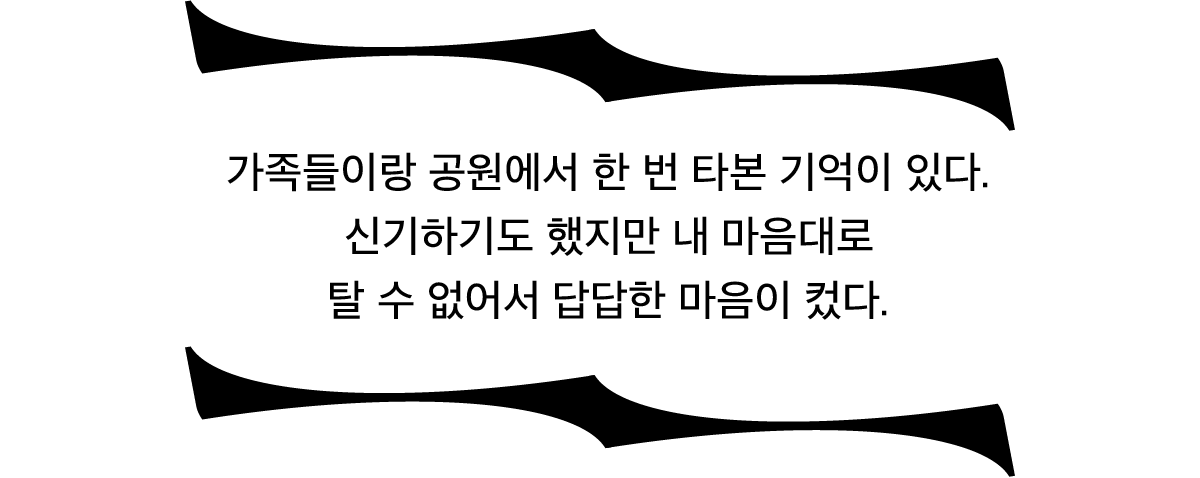 가족들이랑 공원에서 한 번 타본 기억이 있다.
신기하기도 했지만 내 마음대로
탈 수 없어서 답답한 마음이 컸다.